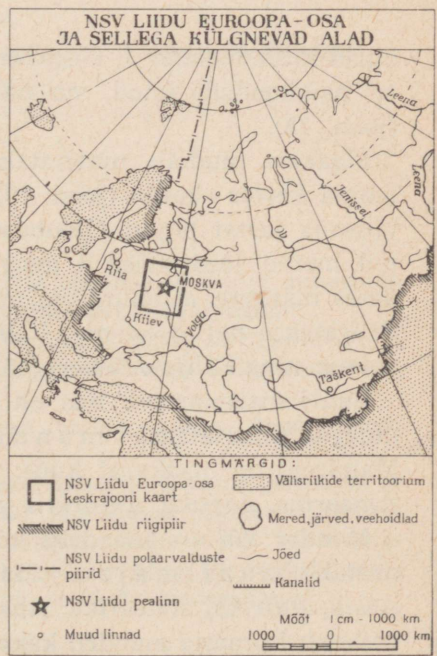 NSV LIIDU EUROOPA-OSA
JA SELLEGA KÜLGNEVAD ALAD
Leena
Jenissei
Leena
Ob
Riia
MOSKVA
Kiiev
Volga
Taškent
TINGMÄRGID:
NSV Liidu Euroopa-osa
keskrajooni kaart
NSV Liidu riigipiir
NSV Liidu polaarvalduste
piirid
NSV Liidu pealinn
Muud linnad
Välisriikide territoorium
Mered, järved, veehoidlad
Jõed
Kanalid
Mõõt 1 cm - 1000 km
1000 0 1000 km